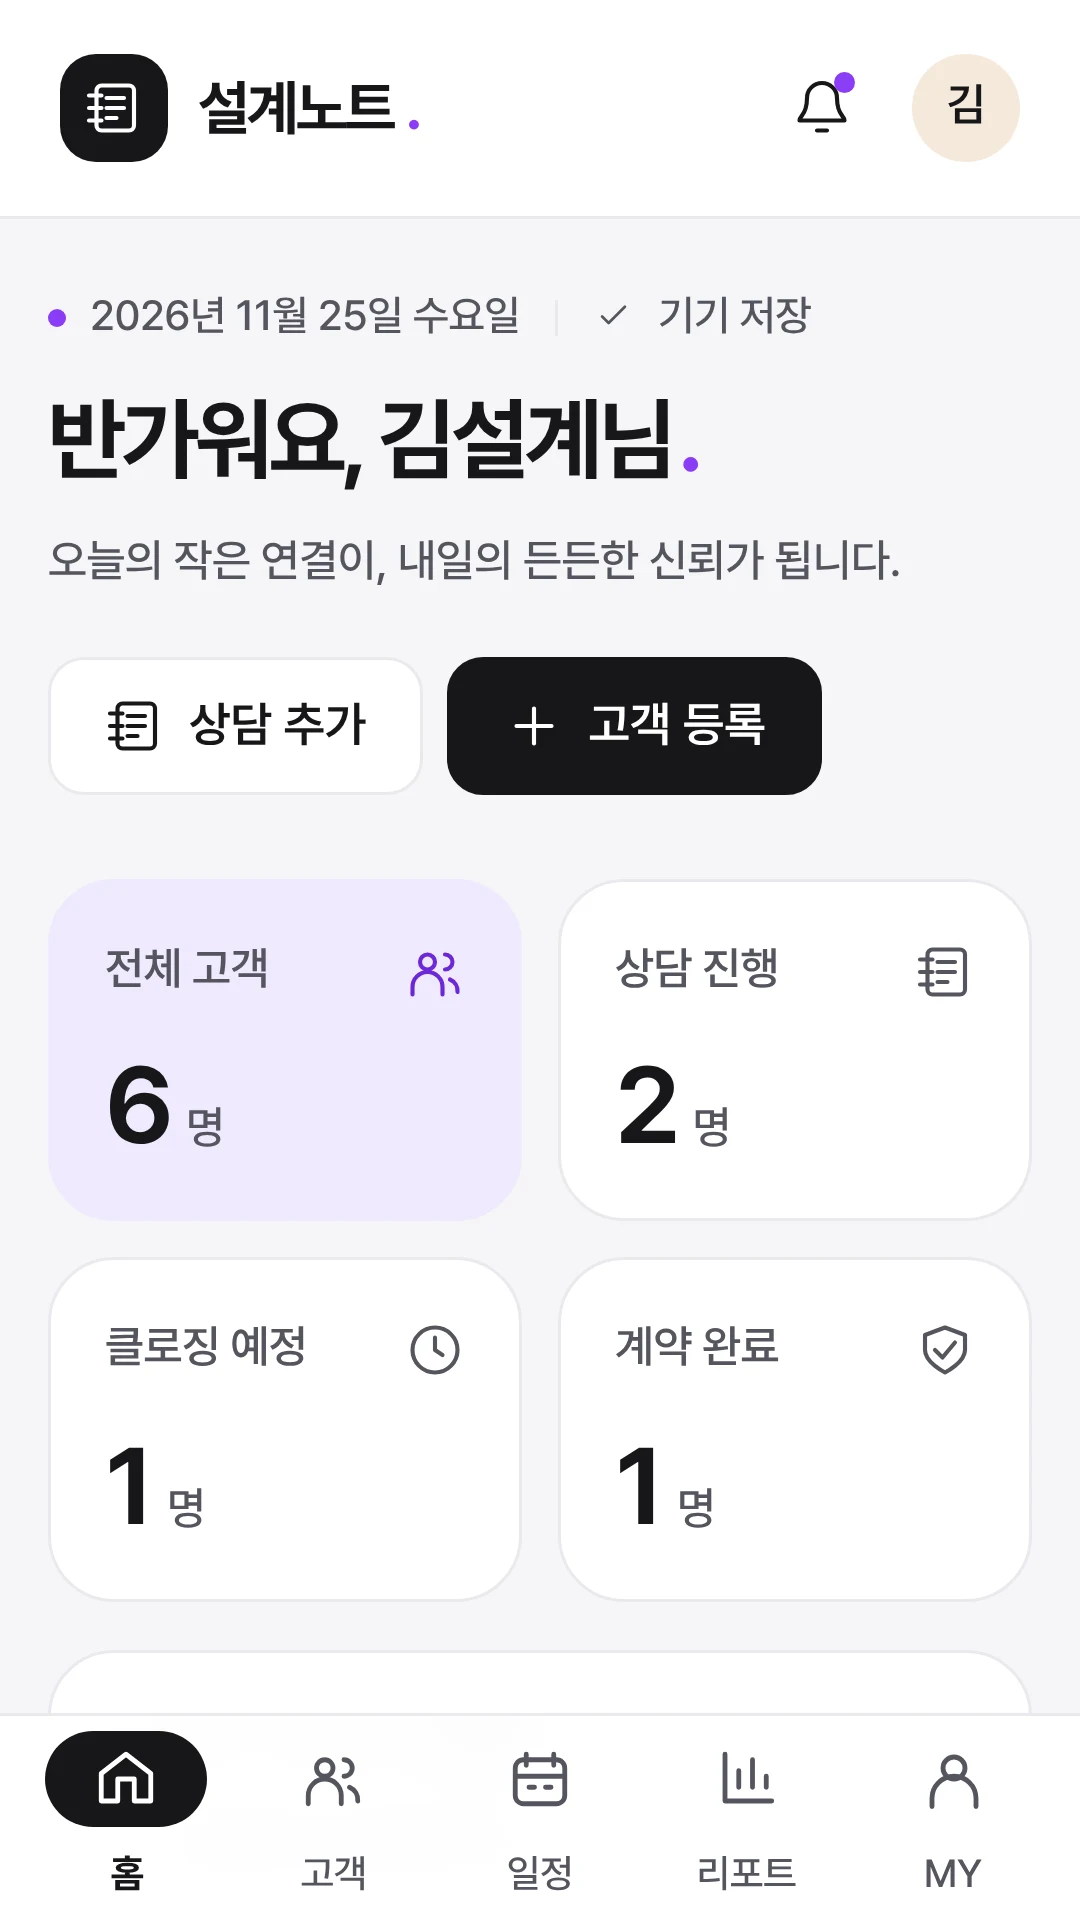 설계노트.
김
2026년 11월 25일 수요일
기기 저장
반가워요, 김설계님.
오늘의 작은 연결이, 내일의 든든한 신뢰가 됩니다.
상담 추가
고객 등록
전체 고객
6 명
상담 진행
2 명
클로징 예정
1 명
계약 완료
1 명
홈
고객
일정
리포트
MY